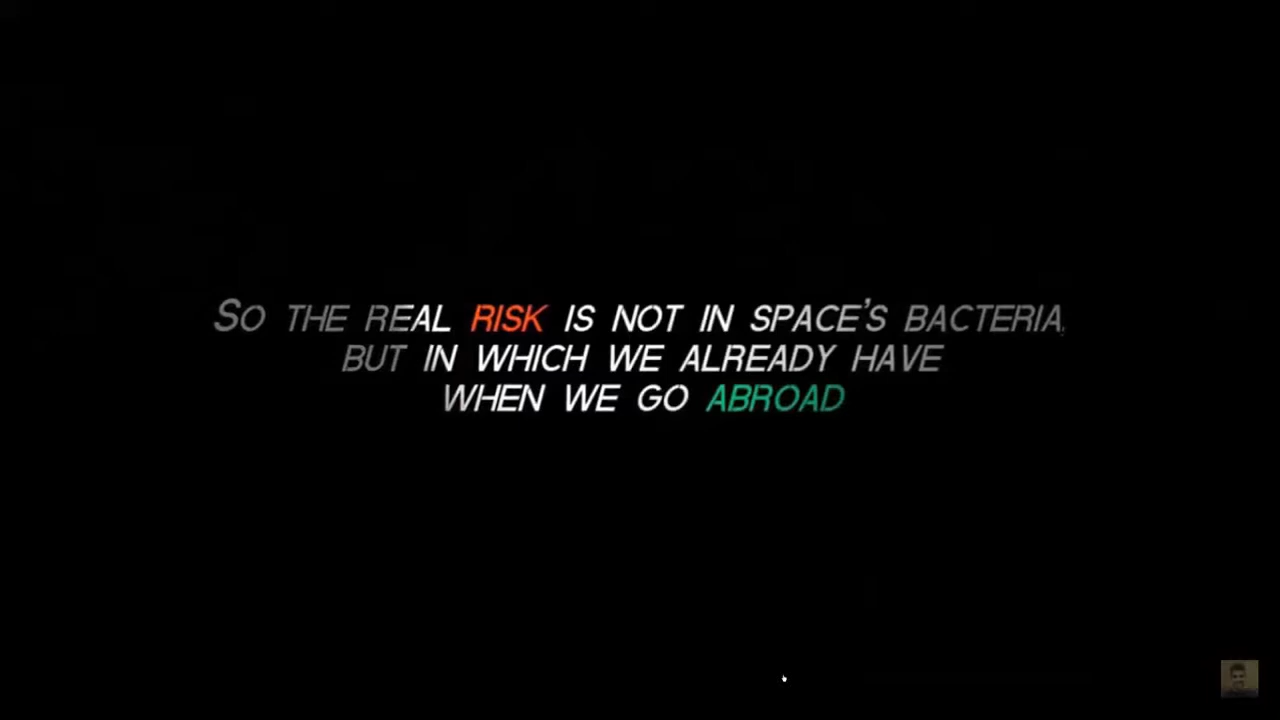 So THE REAL RISK IS NOT IN SPACE'S BACTERIA,
BUT IN WHICH WE ALREADY HAVE
WHEN WE GO ABROAD